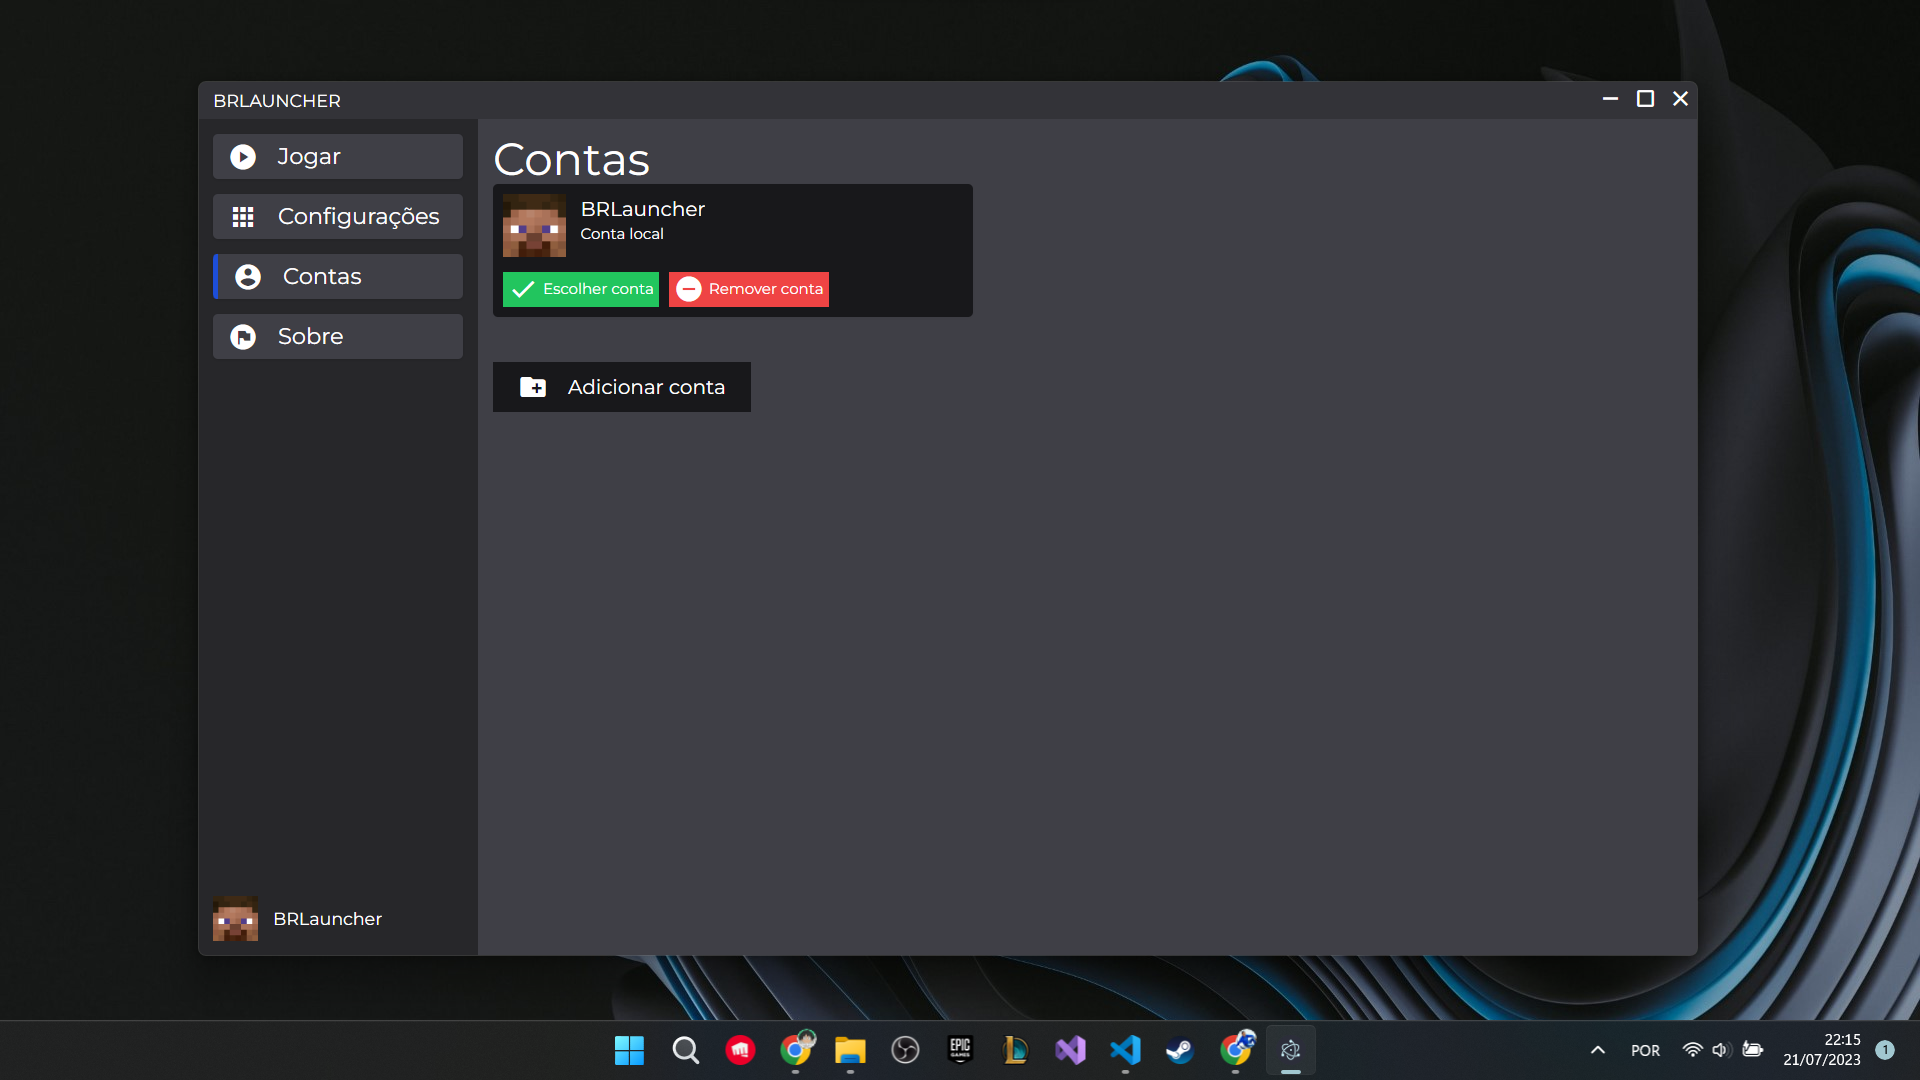 BRLAUNCHER
Jogar
Configurações
Contas
Sobre
BRLauncher
Contas
BRLauncher
Conta local
Escolher conta
Remover conta
Adicionar conta
EPIC
GAMES
L
POR
22:15
21/07/2023
1